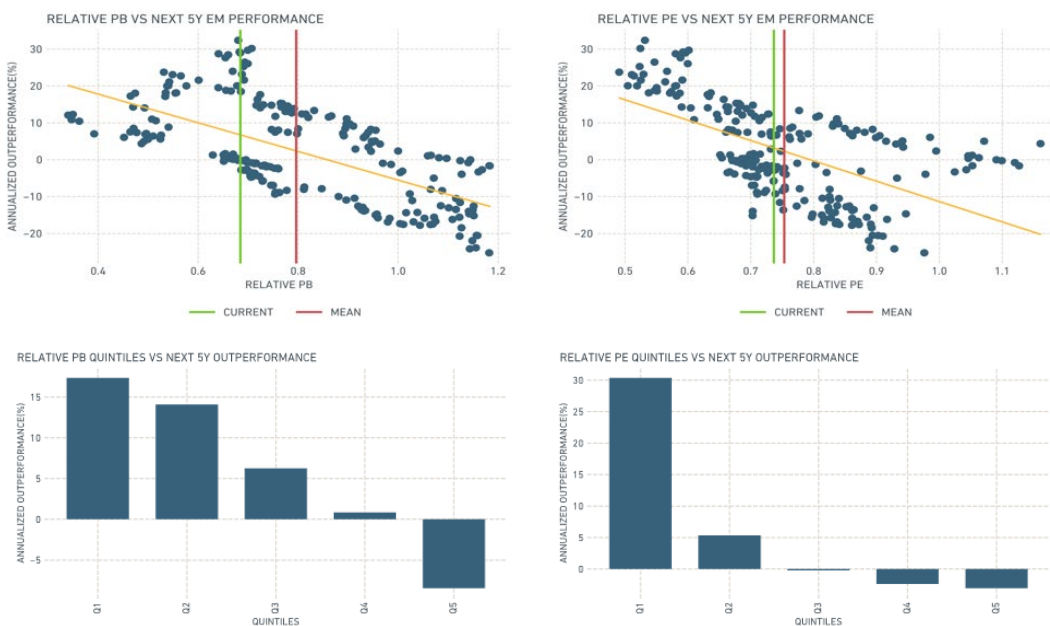 RELATIVE PB VS NEXT 5Y EM PERFORMANCE
ANNUALIZED OUTPERFORMANCE(%)
30
20
10
0
−10
−20
0.4 0.6 0.8 1.0 1.2
RELATIVE PB
CURRENT MEAN
RELATIVE PE VS NEXT 5Y EM PERFORMANCE
ANNUALIZED OUTPERFORMANCE(%)
30
20
10
0
−10
−20
0.5 0.6 0.7 0.8 0.9 1.0 1.1
RELATIVE PE
CURRENT MEAN
RELATIVE PB QUINTILES VS NEXT 5Y OUTPERFORMANCE
ANNUALIZED OUTPERFORMANCE(%)
15
10
5
0
−5
Q1 Q2 Q3 Q4 Q5
QUINTILES
RELATIVE PE QUINTILES VS NEXT 5Y OUTPERFORMANCE
ANNUALIZED OUTPERFORMANCE(%)
30
25
20
15
10
5
0
Q1 Q2 Q3 Q4 Q5
QUINTILES